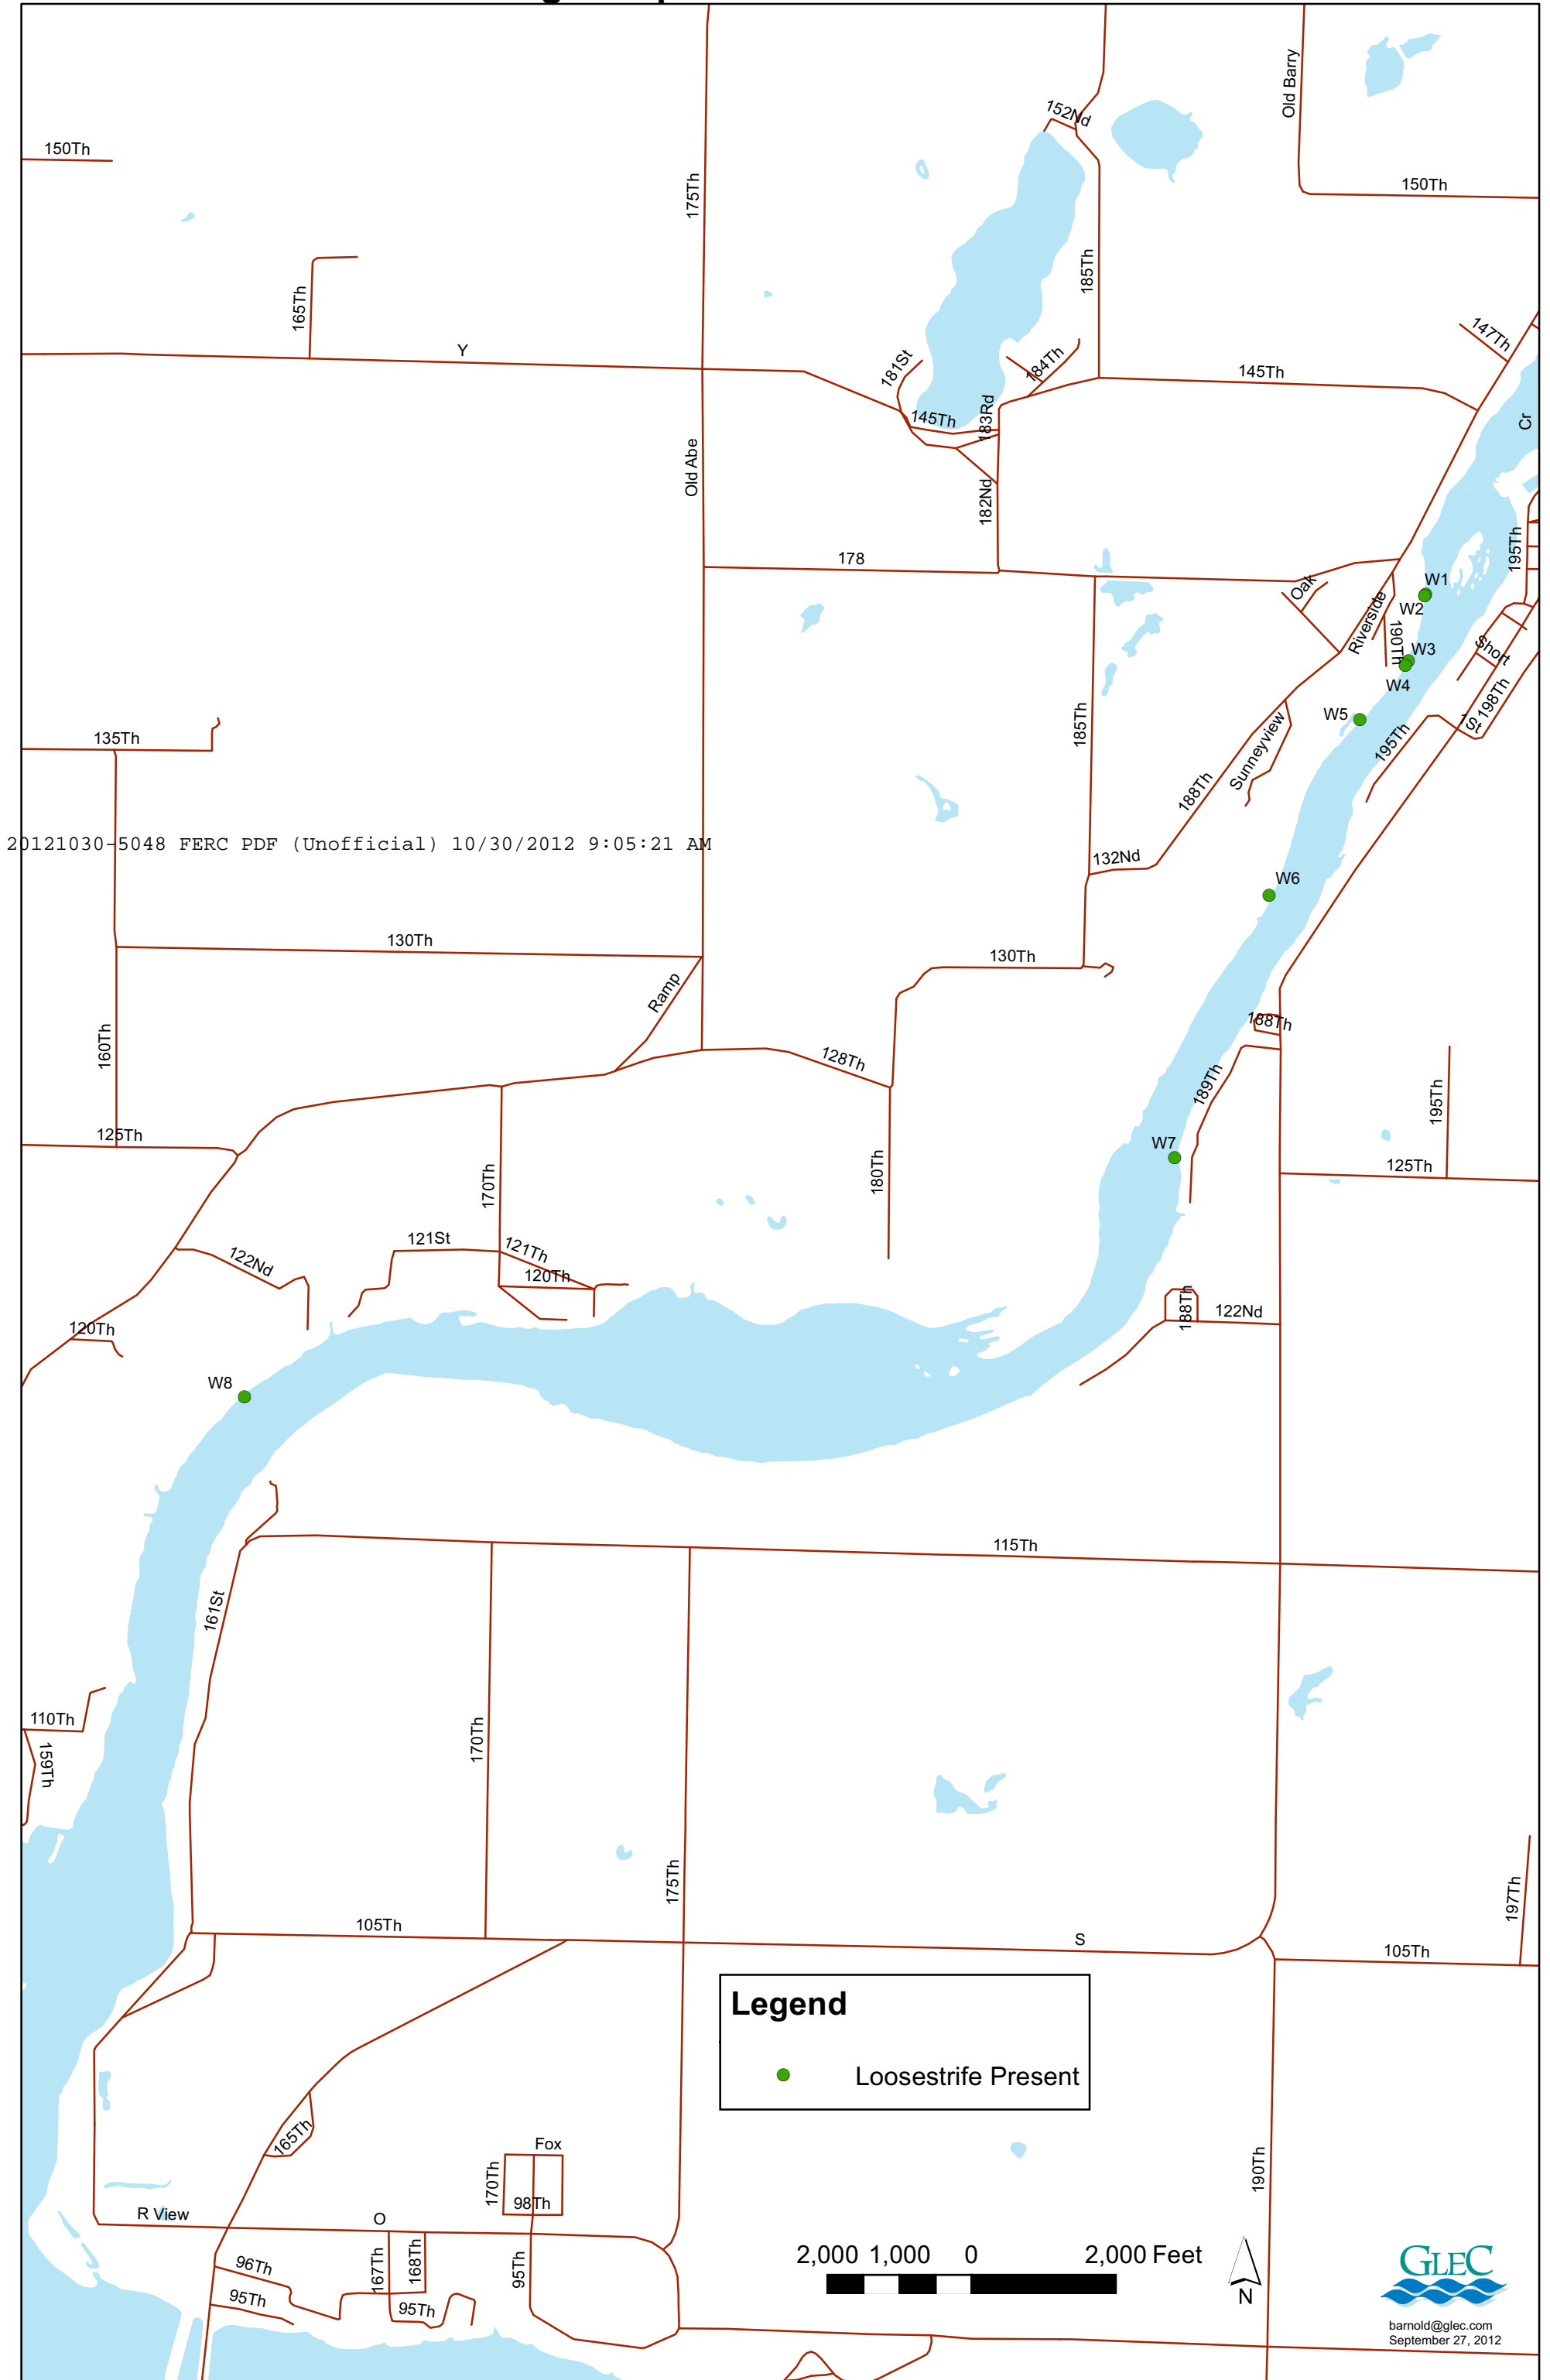 152Nd
Old Barry
150Th
150Th
175Th
185Th
165Th
147Th
Y
181St
184Th
145Th
183Rd
145Th
Cr
Old Abe
182Nd
195Th
178
Oak
W1
W2
Riverside
190Th
W3
W4
Short
198Th
1St
W5
195Th
135Th
185Th
Sunneyview
188Th
20121030-5048 FERC PDF (Unofficial) 10/30/2012 9:05:21 AM
132Nd
W6
130Th
130Th
Ramp
188Th
160Th
128Th
189Th
195Th
125Th
W7
170Th
180Th
125Th
121St
121Th
122Nd
120Th
188Th
122Nd
120Th
W8
115Th
161St
110Th
159Th
170Th
175Th
197Th
105Th
S
105Th
Legend
Loosestrife Present
165Th
Fox
170Th
98Th
190Th
R View
O
96Th
167Th
168Th
95Th
95Th
95Th
2,000 1,000 0 2,000 Feet
N
GLEC
barnold@glec.com
September 27, 2012